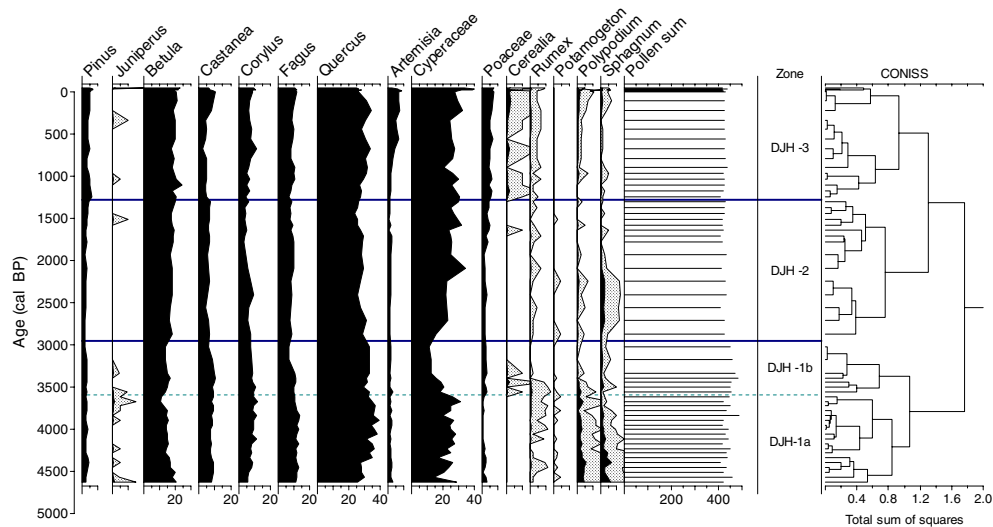 Pinus
Juniperus
Betula
Castanea
Corylus
Fagus
Quercus
Artemisia
Cyperaceae
Poaceae
Cerealia
Rumex
Potamogeton
Polypodium
Sphagnum
Pollen sum
Zone
CONISS
Age (cal BP)
0
500
1000
1500
2000
2500
3000
3500
4000
4500
5000
DJH -3
DJH -2
DJH -1b
DJH-1a
20 20 20 20 20 40 20 40 20 200 400
0.4 0.8 1.2 1.6 2.0
Total sum of squares